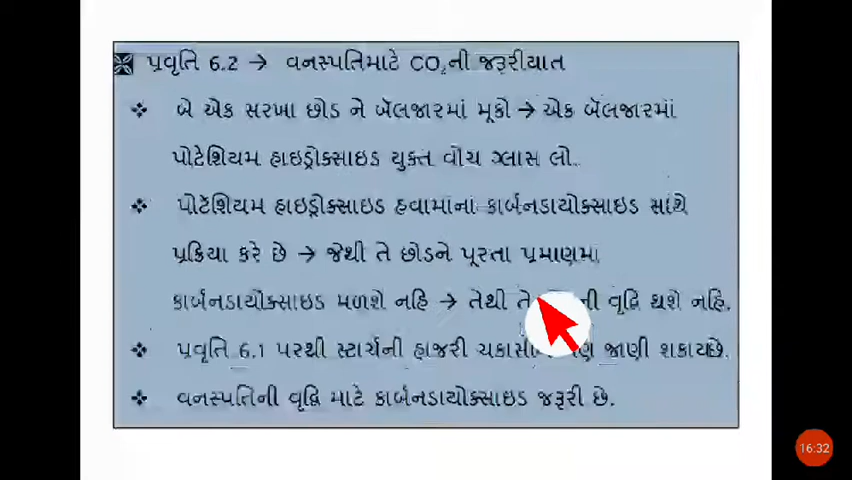 પ્રવૃતિ 6.2 → વનસ્પતિમાટે CO₂ની જરૂરીયાત
❖ બે એક સરખા છોડ ને બૅલજારમાં મૂકો → એક બૅલજારમાં
પોટેશિયમ હાઇડ્રોક્સાઇડ યુક્ત વોચ ગ્લાસ લો.
❖ પોટૅશિયમ હાઇડ્રોક્સાઇડ હવામાંનાં કાર્બનડાયોક્સાઇડ સાથે
પ્રક્રિયા કરે છે → જેથી તે છોડને પૂરતા પ્રમાણમા
કાર્બનડાયોક્સાઇડ મળશે નહિ → તેથી તે ની વૃદ્ધિ થશે નહિ.
❖ પ્રવૃતિ 6.1 પરથી સ્ટાર્ચની હાજરી જાણી શકાયછે.
❖ વનસ્પતિની વૃદ્ધિ માટે કાર્બનડાયોક્સાઇડ જરૂરી છે.
16:32